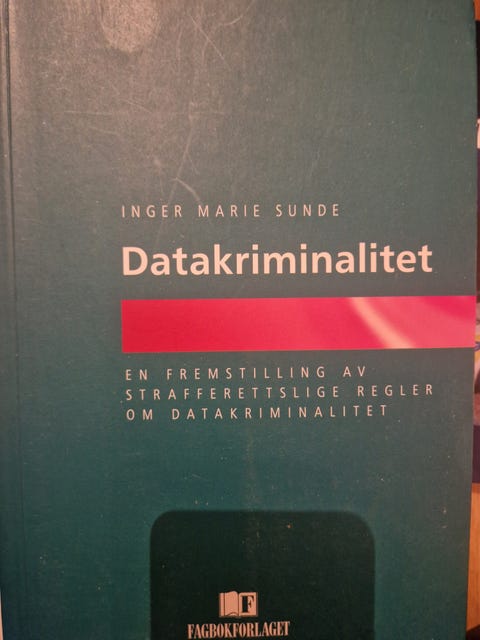 INGER MARIE SUNDE
Datakriminalitet
EN FREMSTILLING AV
STRAFFERETTSLIGE REGLER
OM DATAKRIMINALITET
F
FAGBOKFORLAGET